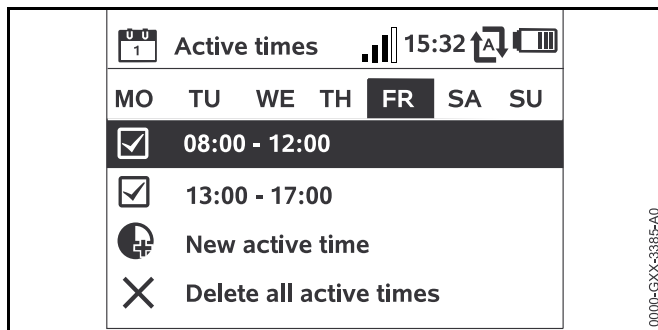 1 Active times 15:32 A
MO TU WE TH FR SA SU
08:00 - 12:00
13:00 - 17:00
New active time
Delete all active times
0000-GXX-3385-A0